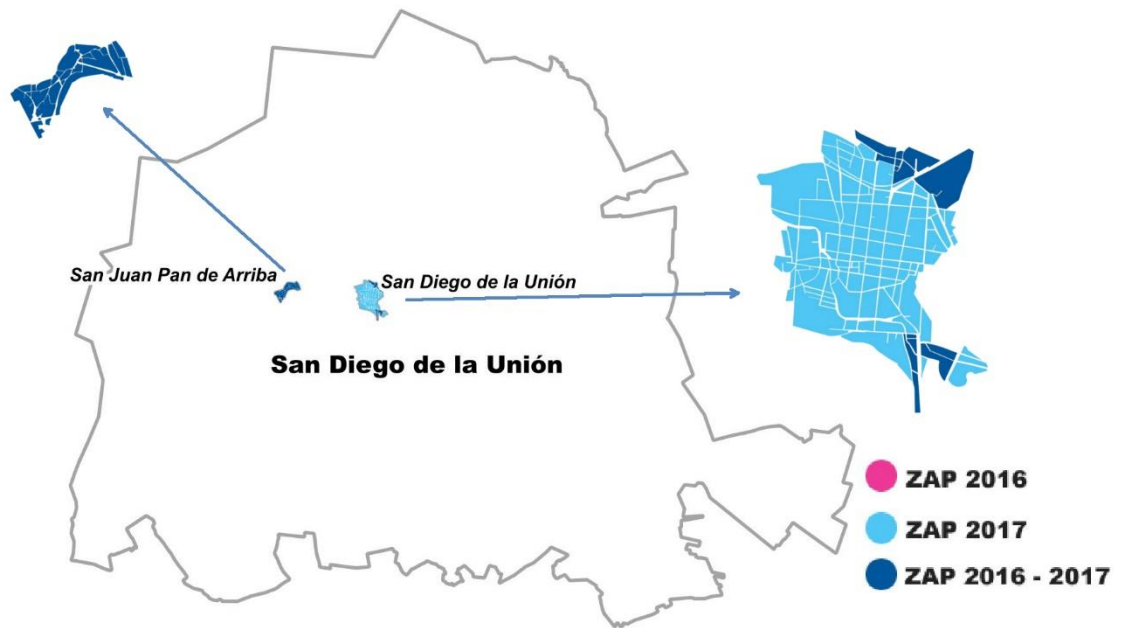 San Juan Pan de Arriba
San Diego de la Unión
San Diego de la Unión
ZAP 2016
ZAP 2017
ZAP 2016 - 2017